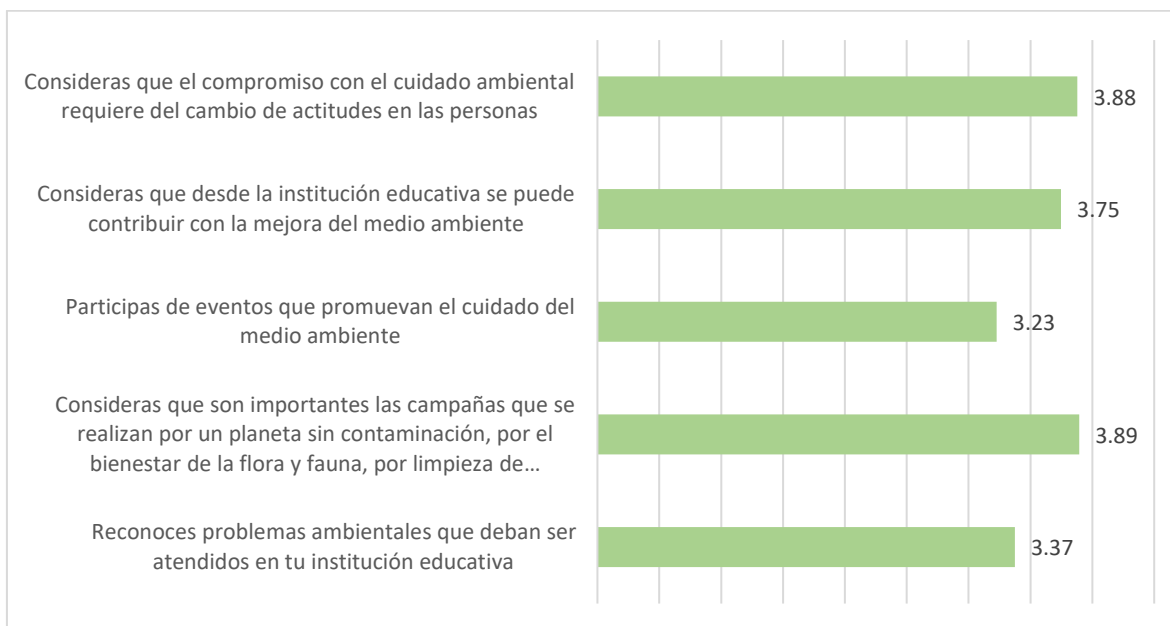 Consideras que el compromiso con el cuidado ambiental
requiere del cambio de actitudes en las personas
3.88
Consideras que desde la institución educativa se puede
contribuir con la mejora del medio ambiente
3.75
Participas de eventos que promuevan el cuidado del
medio ambiente
3.23
Consideras que son importantes las campañas que se
realizan por un planeta sin contaminación, por el
bienestar de la flora y fauna, por limpieza de…
3.89
Reconoces problemas ambientales que deban ser
atendidos en tu institución educativa
3.37